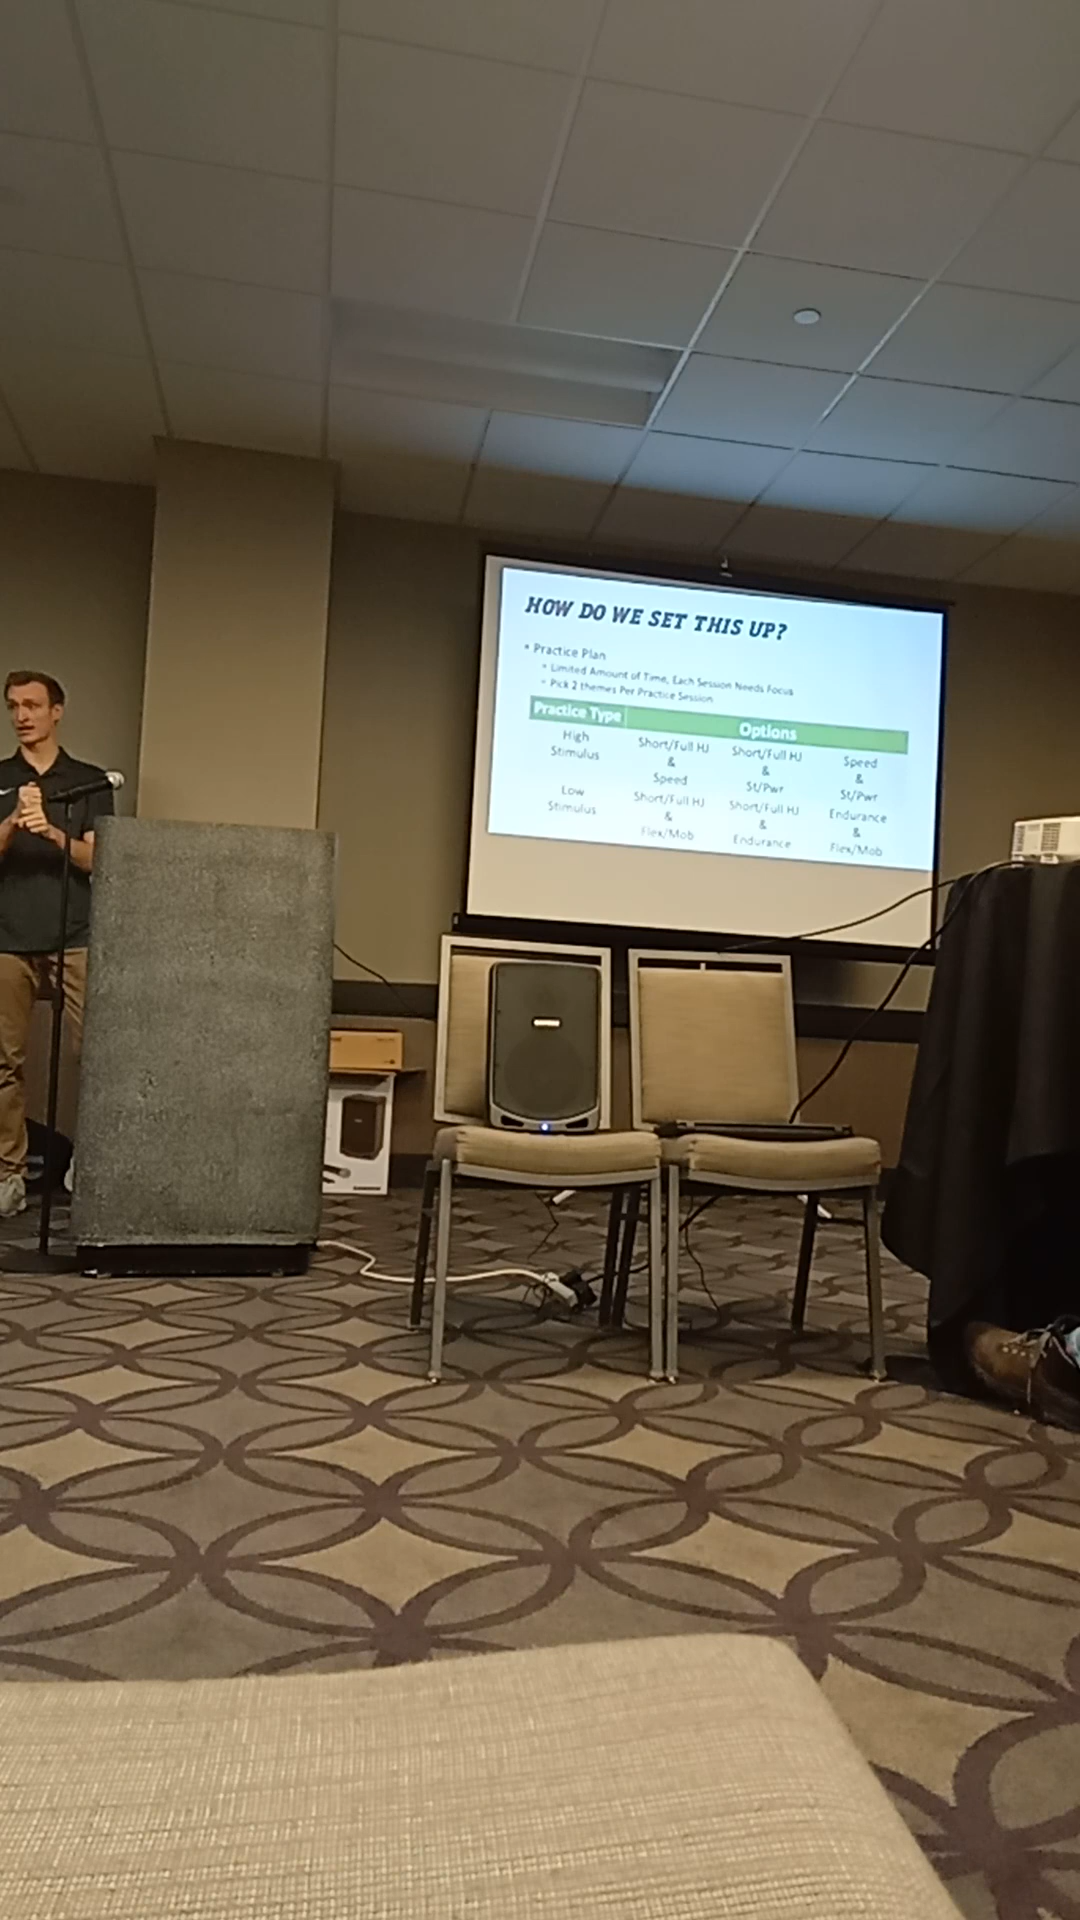 HOW DO WE SET THIS UP?
• Practice Plan
• Limited Amount of Time, Each Session Needs Focus
• Pick 2 themes Per Practice Session
Practice Type Options
High Stimulus Short/Full HJ & Speed Short/Full HJ & St/Pwr Speed & St/Pwr
Low Stimulus Short/Full HJ & Flex/Mob Short/Full HJ & Endurance Endurance & Flex/Mob